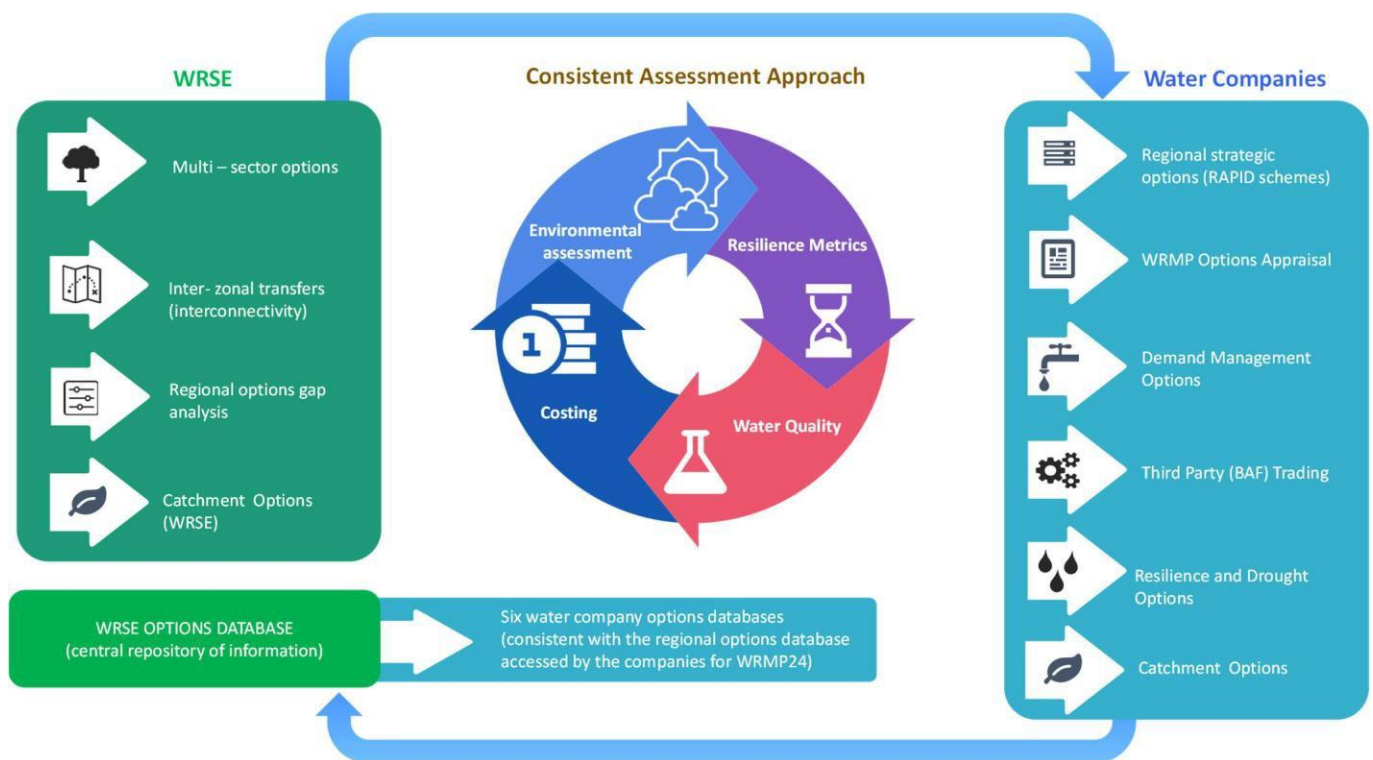 WRSE
Multi – sector options
Inter- zonal transfers
(interconnectivity)
Regional options gap
analysis
Catchment Options
(WRSE)
Consistent Assessment Approach
Environmental
assessment
Resilience Metrics
1
Costing
Water Quality
Water Companies
Regional strategic
options (RAPID schemes)
WRMP Options Appraisal
Demand Management
Options
Third Party (BAF) Trading
Resilience and Drought
Options
Catchment Options
WRSE OPTIONS DATABASE
(central repository of information)
Six water company options databases
(consistent with the regional options database
accessed by the companies for WRMP24)